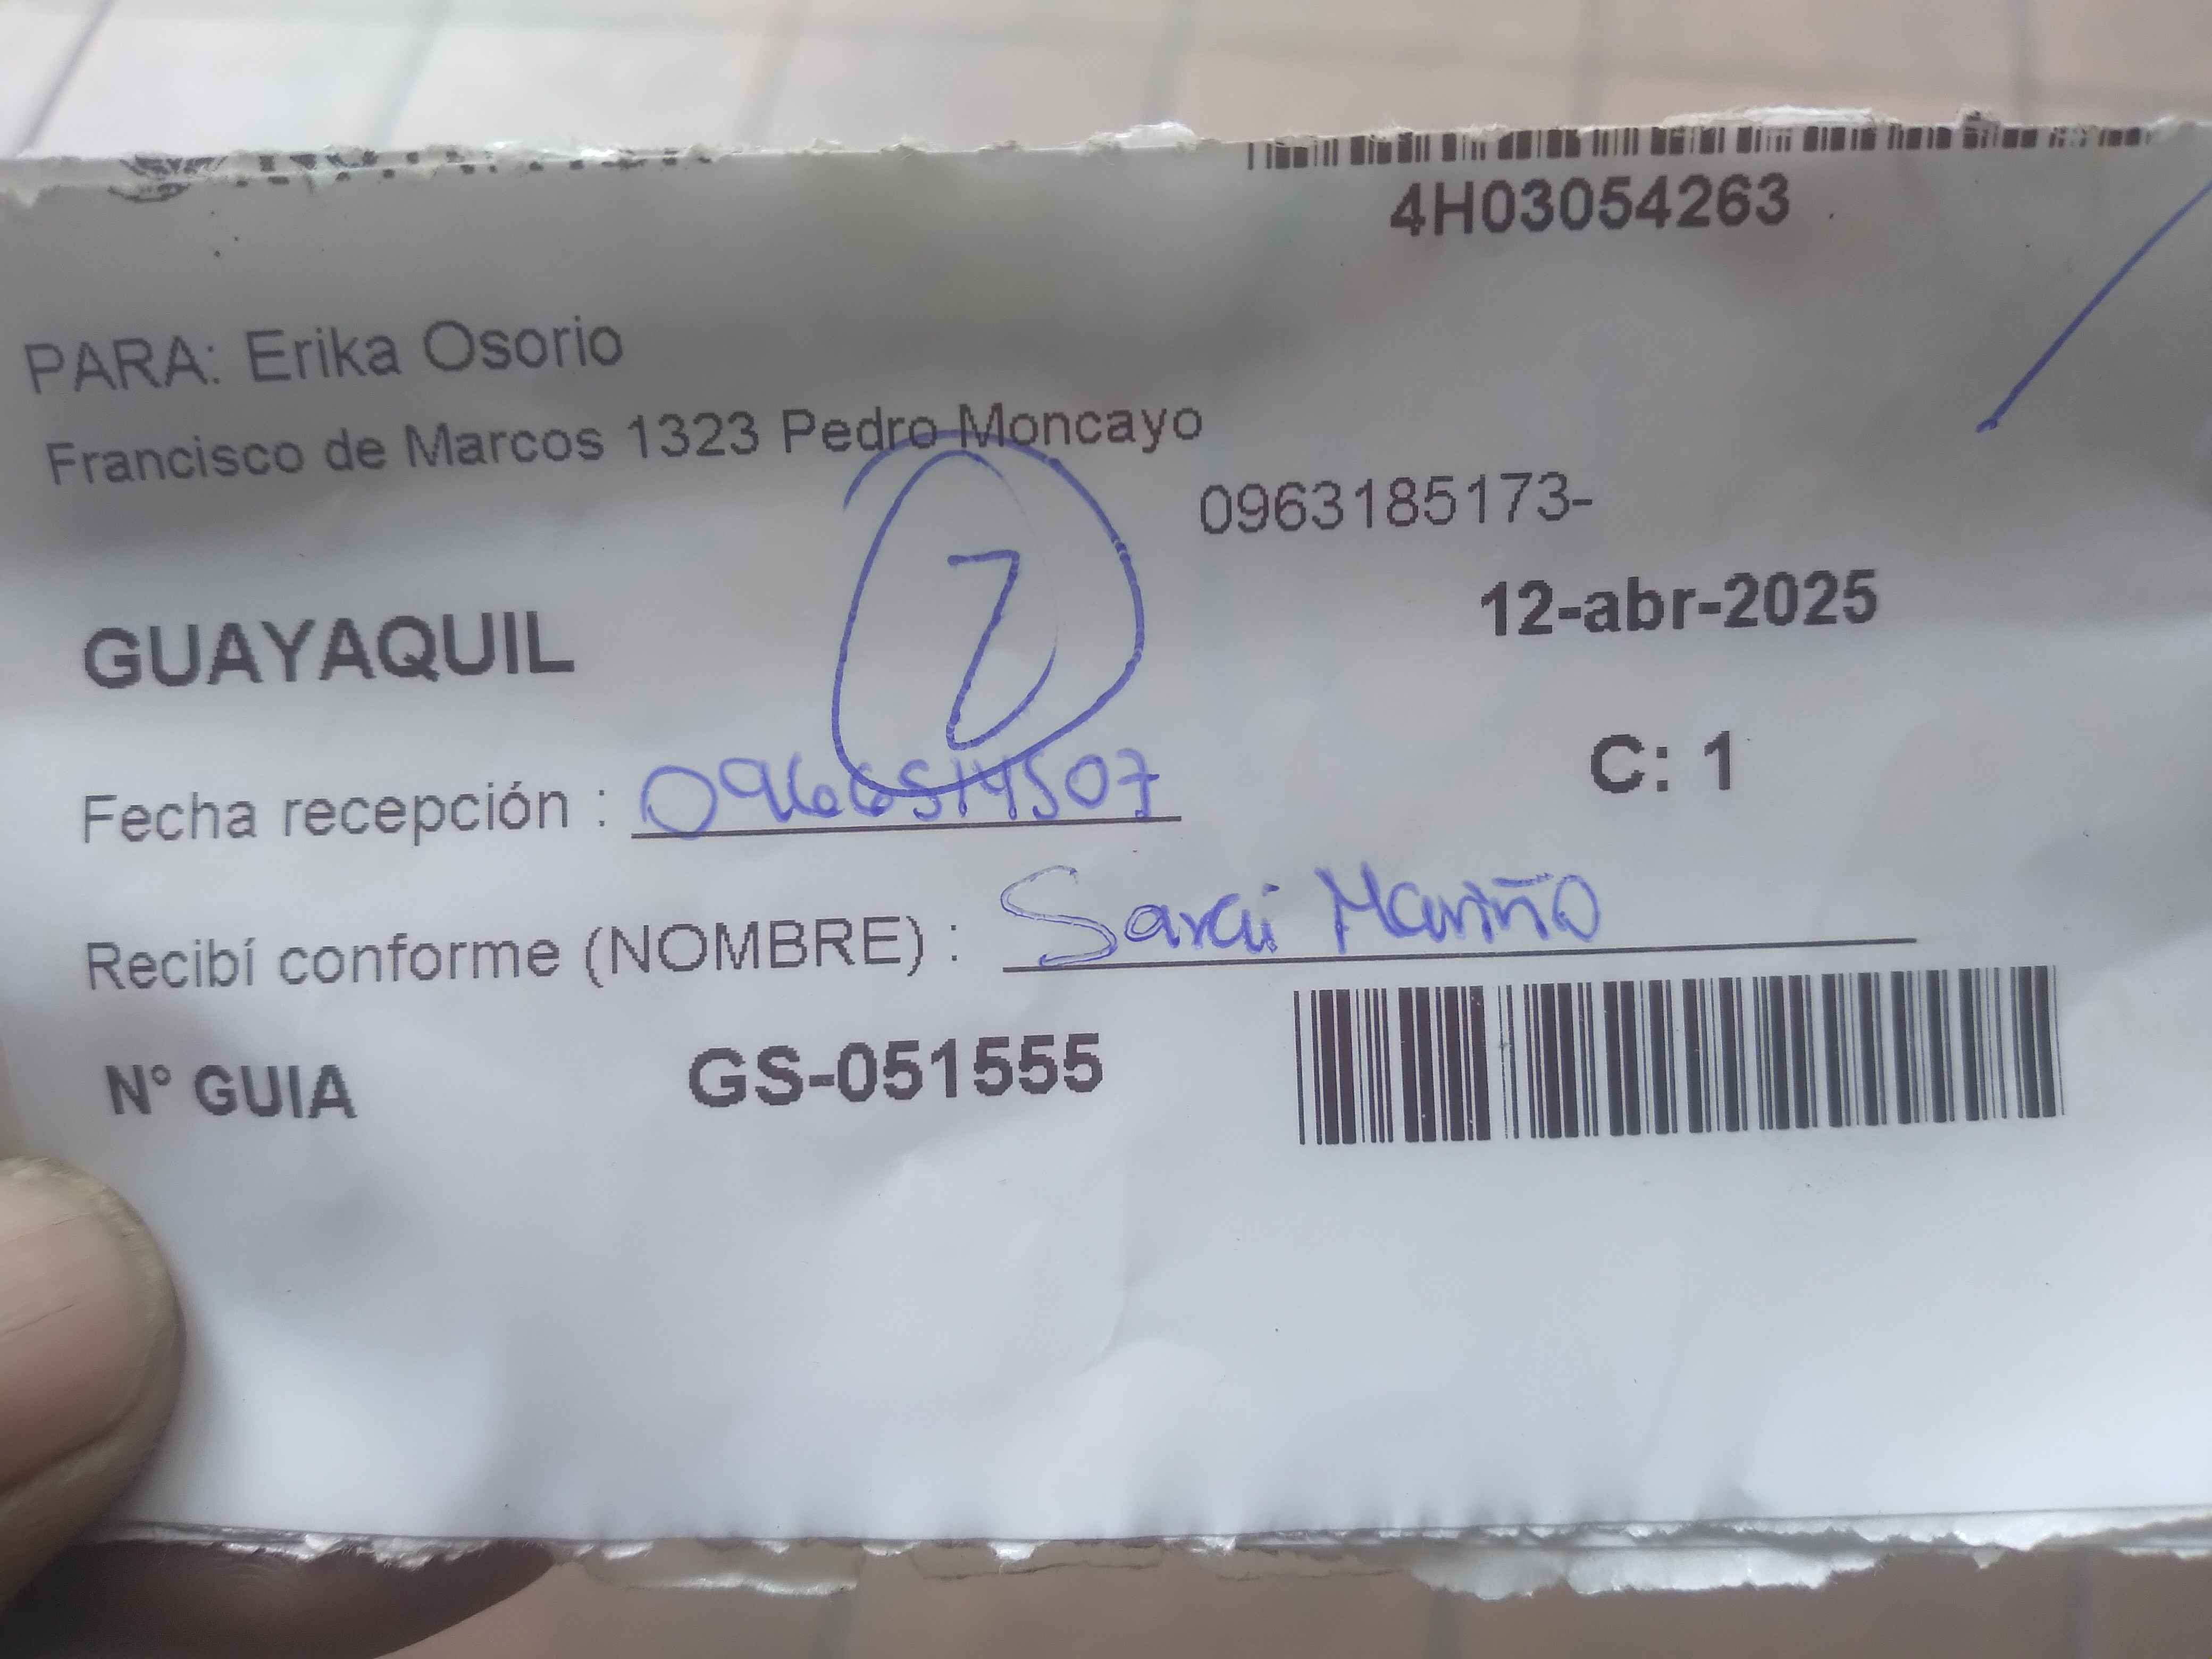 4H03054263
PARA: Erika Osorio
Francisco de Marcos 1323 Pedro Moncayo
0963185173-
GUAYAQUIL
7
12-abr-2025
C: 1
Fecha recepción : 0966514507
Recibí conforme (NOMBRE) : Sarai Mariño
N° GUIA GS-051555